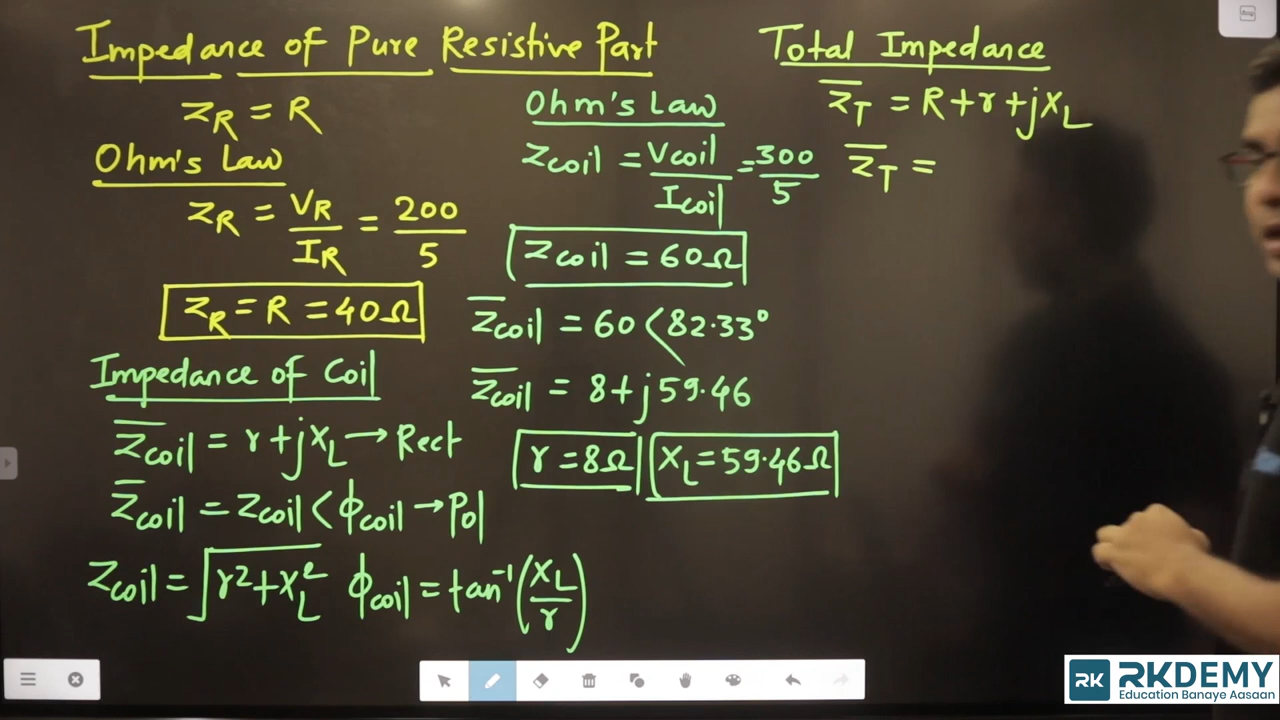 Impedance of Pure Resistive Part
Z_R = R
Ohm's Law
Z_R = V_R/I_R = 200/5
Z_R = R = 40Ω
Impedance of Coil
Z̅coil = r+jX_L → Rect
Z̅coil = Zcoil < ϕcoil → Pol
Zcoil = √(r²+X_L²) ϕcoil = tan⁻¹(X_L/r)
Ohm's Law
Zcoil = Vcoil/Icoil = 300/5
Zcoil = 60Ω
Z̅coil = 60 < 82.33°
Z̅coil = 8+j59.46
r = 8Ω X_L = 59.46Ω
Total Impedance
Z̅_T = R+r+jX_L
Z̅_T =
RK RKDEMY
Education Banaye Aasaan